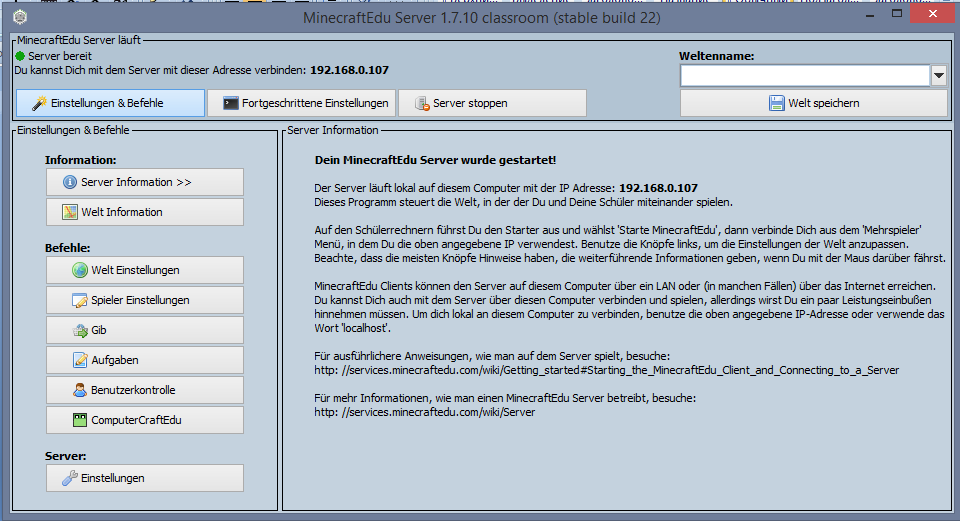 MinecraftEdu Server 1.7.10 classroom (stable build 22)
MinecraftEdu Server läuft
Server bereit
Du kannst Dich mit dem Server mit dieser Adresse verbinden: 192.168.0.107
Weltenname:
Einstellungen & Befehle
Fortgeschrittene Einstellungen
Server stoppen
Welt speichern
Einstellungen & Befehle
Information:
Server Information >>
Welt Information
Befehle:
Welt Einstellungen
Spieler Einstellungen
Gib
Aufgaben
Benutzerkontrolle
ComputerCraftEdu
Server:
Einstellungen
Server Information
Dein MinecraftEdu Server wurde gestartet!
Der Server läuft lokal auf diesem Computer mit der IP Adresse: 192.168.0.107
Dieses Programm steuert die Welt, in der der Du und Deine Schüler miteinander spielen.
Auf den Schülerrechnern führst Du den Starter aus und wählst 'Starte MinecraftEdu', dann verbinde Dich aus dem 'Mehrspieler'
Menü, in dem Du die oben angegebene IP verwendest. Benutze die Knöpfe links, um die Einstellungen der Welt anzupassen.
Beachte, dass die meisten Knöpfe Hinweise haben, die weiterführende Informationen geben, wenn Du mit der Maus darüber fährst.
MinecraftEdu Clients können den Server auf diesem Computer über ein LAN oder (in manchen Fällen) über das Internet erreichen.
Du kannst Dich auch mit dem Server über diesen Computer verbinden und spielen, allerdings wirst Du ein paar Leistungseinbußen
hinnehmen müssen. Um dich lokal an diesem Computer zu verbinden, benutze die oben angegebene IP-Adresse oder verwende das
Wort 'localhost'.
Für ausführlichere Anweisungen, wie man auf dem Server spielt, besuche:
http: //services.minecraftedu.com/wiki/Getting_started#Starting_the_MinecraftEdu_Client_and_Connecting_to_a_Server
Für mehr Informationen, wie man einen MinecraftEdu Server betreibt, besuche:
http: //services.minecraftedu.com/wiki/Server